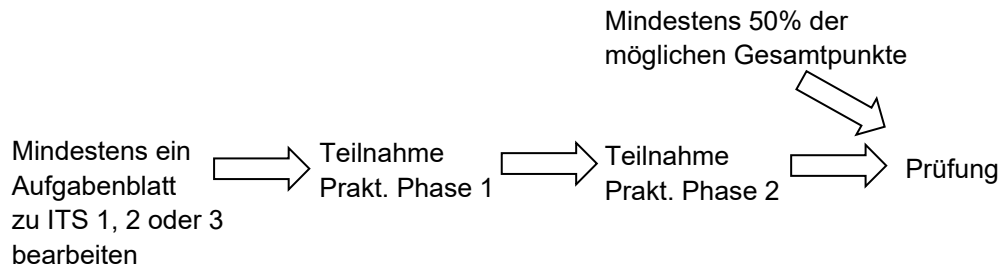 Mindestens 50% der
möglichen Gesamtpunkte
Mindestens ein
Aufgabenblatt
zu ITS 1, 2 oder 3
bearbeiten
Teilnahme
Prakt. Phase 1
Teilnahme
Prakt. Phase 2
Prüfung